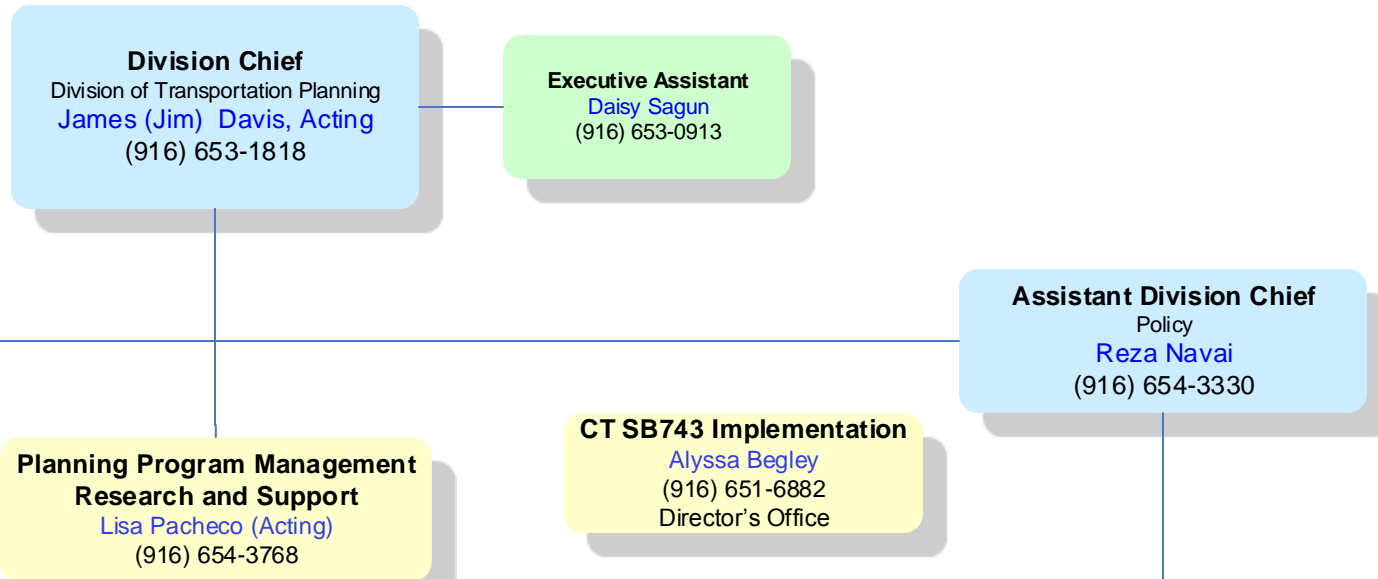 Division Chief
Division of Transportation Planning
James (Jim) Davis, Acting
(916) 653-1818
Executive Assistant
Daisy Sagun
(916) 653-0913
Assistant Division Chief
Policy
Reza Navai
(916) 654-3330
Planning Program Management
Research and Support
Lisa Pacheco (Acting)
(916) 654-3768
CT SB743 Implementation
Alyssa Begley
(916) 651-6882
Director’s Office